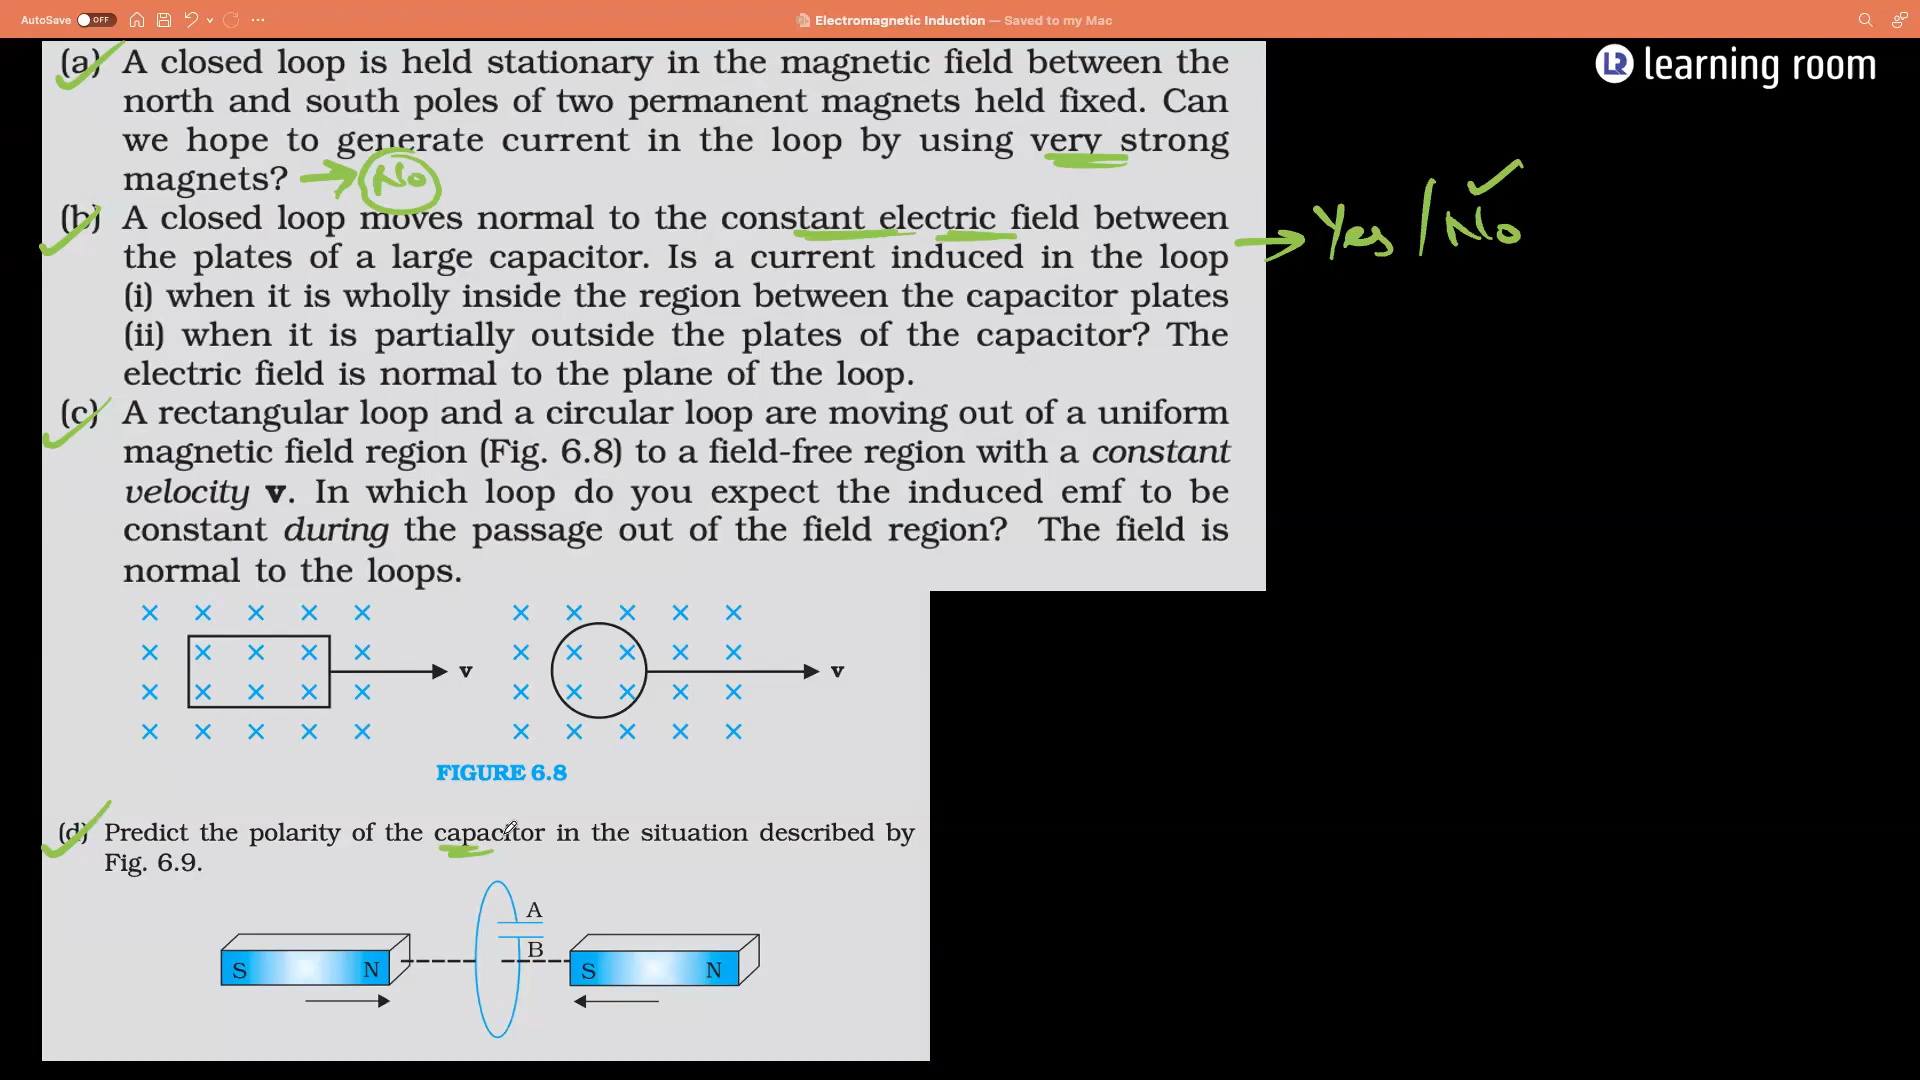 AutoSave OFF
Electromagnetic Induction — Saved to my Mac
learning room
(a) A closed loop is held stationary in the magnetic field between the
north and south poles of two permanent magnets held fixed. Can
we hope to generate current in the loop by using very strong
magnets? → No
(b) A closed loop moves normal to the constant electric field between
→ Yes / No
the plates of a large capacitor. Is a current induced in the loop
(i) when it is wholly inside the region between the capacitor plates
(ii) when it is partially outside the plates of the capacitor? The
electric field is normal to the plane of the loop.
(c) A rectangular loop and a circular loop are moving out of a uniform
magnetic field region (Fig. 6.8) to a field-free region with a constant
velocity v. In which loop do you expect the induced emf to be
constant during the passage out of the field region? The field is
normal to the loops.
v
v
FIGURE 6.8
(d) Predict the polarity of the capacitor in the situation described by
Fig. 6.9.
A
B
S N
S N